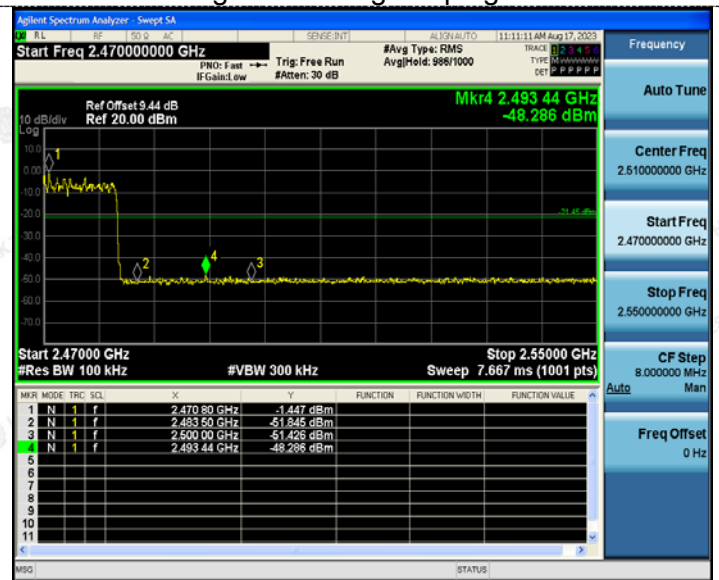 Agilent Spectrum Analyzer - Swept SA
RL RF 50 Ω AC SENSE:INT ALIGN AUTO 11:11:11 AM Aug 17, 2023
Start Freq 2.470000000 GHz #Avg Type: RMS TRACE 1 2 3 4 5 6
PNO: Fast Trig: Free Run Avg|Hold: 986/1000 TYPE M
IFGain:Low #Atten: 30 dB DET P P P P P P
Mkr4 2.493 44 GHz
Ref Offset 9.44 dB
10 dB/div Ref 20.00 dBm -48.286 dBm
Log
10.0
0.00
-10.0
-20.0
-30.0
-40.0
-50.0
-60.0
-70.0
1
2
4
3
Start 2.47000 GHz Stop 2.55000 GHz
#Res BW 100 kHz #VBW 300 kHz Sweep 7.667 ms (1001 pts)
MKR MODE TRC SCL X Y FUNCTION FUNCTION WIDTH FUNCTION VALUE
1 N 1 f 2.470 80 GHz -1.447 dBm
2 N 1 f 2.483 50 GHz -51.845 dBm
3 N 1 f 2.500 00 GHz -51.426 dBm
4 N 1 f 2.493 44 GHz -48.286 dBm
5
6
7
8
9
10
11
MSG STATUS
Frequency
Auto Tune
Center Freq
2.510000000 GHz
Start Freq
2.470000000 GHz
Stop Freq
2.550000000 GHz
CF Step
8.000000 MHz
Auto Man
Freq Offset
0 Hz